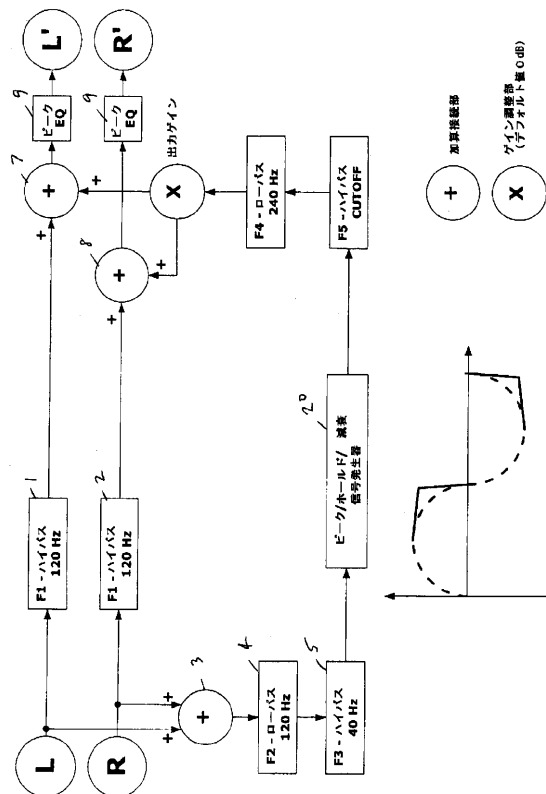 L
R
1
F1 - ハイパス
120 Hz
2
F1 - ハイパス
120 Hz
+
+
3
+
4
F2 - ローパス
120 Hz
5
F3 - ハイパス
40 Hz
20
ピーク/ホールド/ 減衰
信号発生器
F5 - ハイパス
CUTOFF
F4 - ローパス
240 Hz
X
出力ゲイン
+
+
7
+
+
8
+
+
9
ピーク
EQ
9
ピーク
EQ
L'
R'
+
加算接続部
X
ゲイン調整部
(デフォルト値0dB)